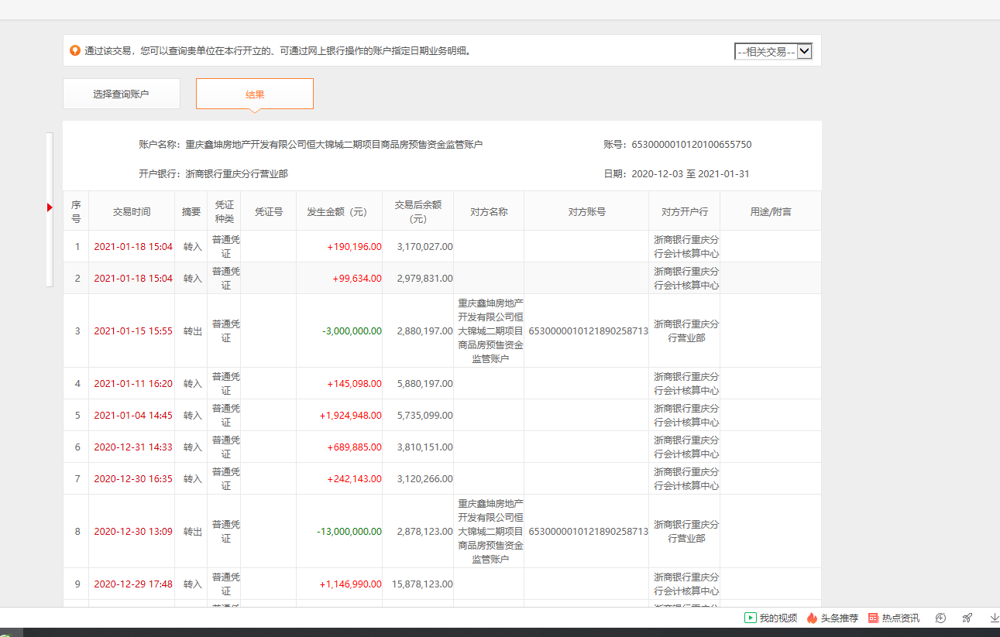 通过该交易，您可以查询贵单位在本行开立的、可通过网上银行操作的账户指定日期业务明细。
--相关交易--
选择查询账户
结果
账户名称：重庆鑫坤房地产开发有限公司恒大锦城二期项目商品房预售资金监管账户
账号：6530000010120100655750
开户银行：浙商银行重庆分行营业部
日期：2020-12-03 至 2021-01-31
序号 交易时间 摘要 凭证种类 凭证号 发生金额（元） 交易后余额（元） 对方名称 对方账号 对方开户行 用途/附言
1 2021-01-18 15:04 转入 普通凭证 +190,196.00 3,170,027.00 浙商银行重庆分行会计核算中心
2 2021-01-18 15:04 转入 普通凭证 +99,634.00 2,979,831.00 浙商银行重庆分行会计核算中心
3 2021-01-15 15:55 转出 普通凭证 -3,000,000.00 2,880,197.00 重庆鑫坤房地产开发有限公司恒大锦城二期项目商品房预售资金监管账户 6530000010121890258713 浙商银行重庆分行营业部
4 2021-01-11 16:20 转入 普通凭证 +145,098.00 5,880,197.00 浙商银行重庆分行会计核算中心
5 2021-01-04 14:45 转入 普通凭证 +1,924,948.00 5,735,099.00 浙商银行重庆分行会计核算中心
6 2020-12-31 14:33 转入 普通凭证 +689,885.00 3,810,151.00 浙商银行重庆分行会计核算中心
7 2020-12-30 16:35 转入 普通凭证 +242,143.00 3,120,266.00 浙商银行重庆分行会计核算中心
8 2020-12-30 13:09 转出 普通凭证 -13,000,000.00 2,878,123.00 重庆鑫坤房地产开发有限公司恒大锦城二期项目商品房预售资金监管账户 6530000010121890258713 浙商银行重庆分行营业部
9 2020-12-29 17:48 转入 普通凭证 +1,146,990.00 15,878,123.00 浙商银行重庆分行会计核算中心
我的视频 头条推荐 热点资讯